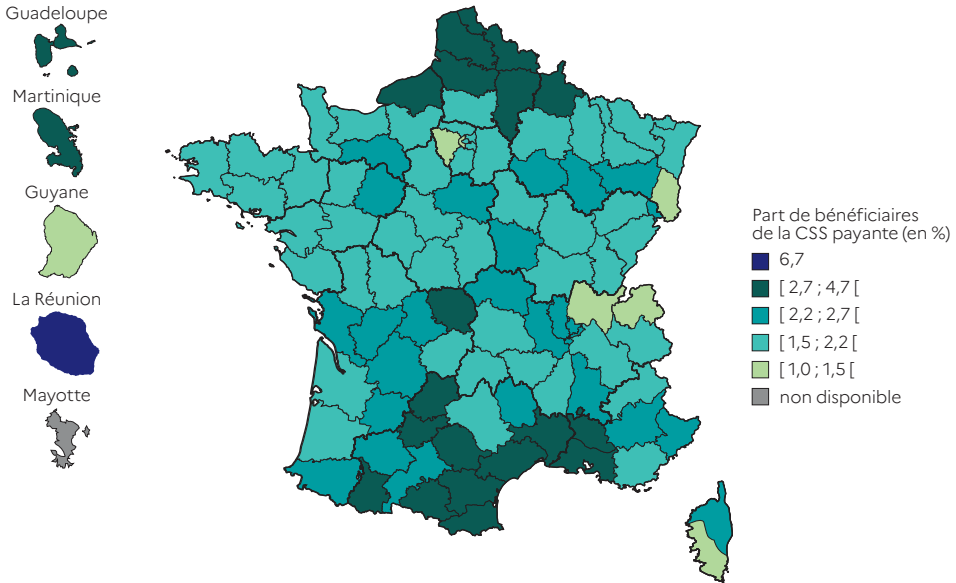 Guadeloupe
Martinique
Guyane
La Réunion
Mayotte
Part de bénéficiaires
de la CSS payante (en %)
6,7
[ 2,7 ; 4,7 [
[ 2,2 ; 2,7 [
[ 1,5 ; 2,2 [
[ 1,0 ; 1,5 [
non disponible